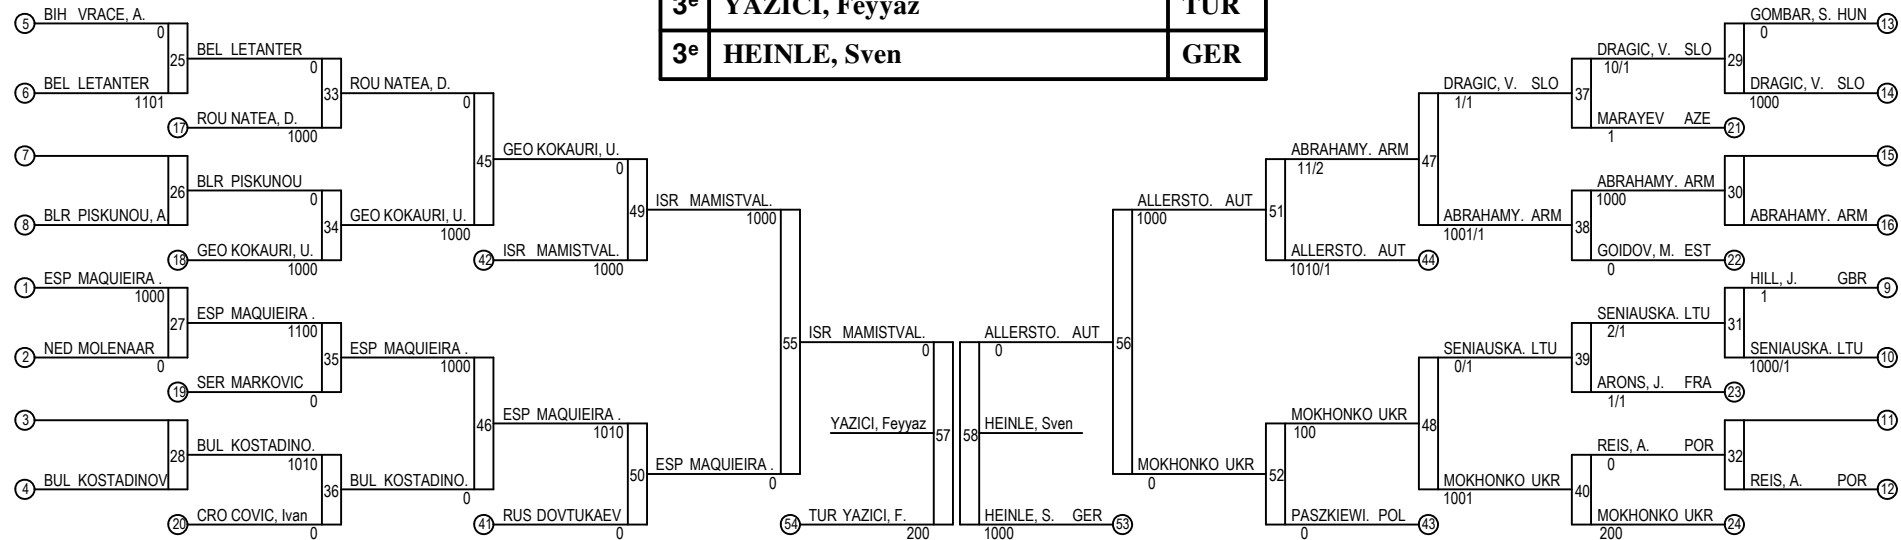 3e YAZICI, Feyyaz TUR
3e HEINLE, Sven GER
5 BIH VRACE, A.
0
25
BEL LETANTER
0
6 BEL LETANTER
1101
33
ROU NATEA, D.
0
17 ROU NATEA, D.
1000
7
26
BLR PISKUNOU
0
8 BLR PISKUNOU, A
34
GEO KOKAURI, U.
1000
18 GEO KOKAURI, U.
1000
45
GEO KOKAURI, U.
0
49
42 ISR MAMISTVAL.
1000
ISR MAMISTVAL.
1000
1 ESP MAQUIEIRA .
1000
27
ESP MAQUIEIRA .
1100
2 NED MOLENAAR
0
35
ESP MAQUIEIRA .
1000
19 SER MARKOVIC
0
3
28
BUL KOSTADINO.
1010
4 BUL KOSTADINOV
36
BUL KOSTADINO.
0
20 CRO COVIC, Ivan
0
46
ESP MAQUIEIRA .
1010
50
41 RUS DOVTUKAEV
0
ESP MAQUIEIRA .
0
55
ISR MAMISTVAL.
0
YAZICI, Feyyaz
57
54 TUR YAZICI, F.
200
ALLERSTO. AUT
0
58
HEINLE, Sven
HEINLE, S. GER 53
1000
56
ALLERSTO. AUT
1000
51
ABRAHAMY. ARM
11/2
ALLERSTO. AUT 44
1010/1
47
DRAGIC, V. SLO
1/1
37
DRAGIC, V. SLO
10/1
29
GOMBAR, S. HUN 13
0
DRAGIC, V. SLO 14
1000
MARAYEV AZE 21
1
ABRAHAMY. ARM
1001/1
38
ABRAHAMY. ARM
1000
30
15
ABRAHAMY. ARM 16
GOIDOV, M. EST 22
0
MOKHONKO UKR
0
52
MOKHONKO UKR
100
PASZKIEWI. POL 43
0
48
SENIAUSKA. LTU
0/1
39
SENIAUSKA. LTU
2/1
31
HILL, J. GBR 9
1
SENIAUSKA. LTU 10
1000/1
ARONS, J. FRA 23
1/1
MOKHONKO UKR
1001
40
REIS, A. POR
0
32
11
REIS, A. POR 12
MOKHONKO UKR 24
200